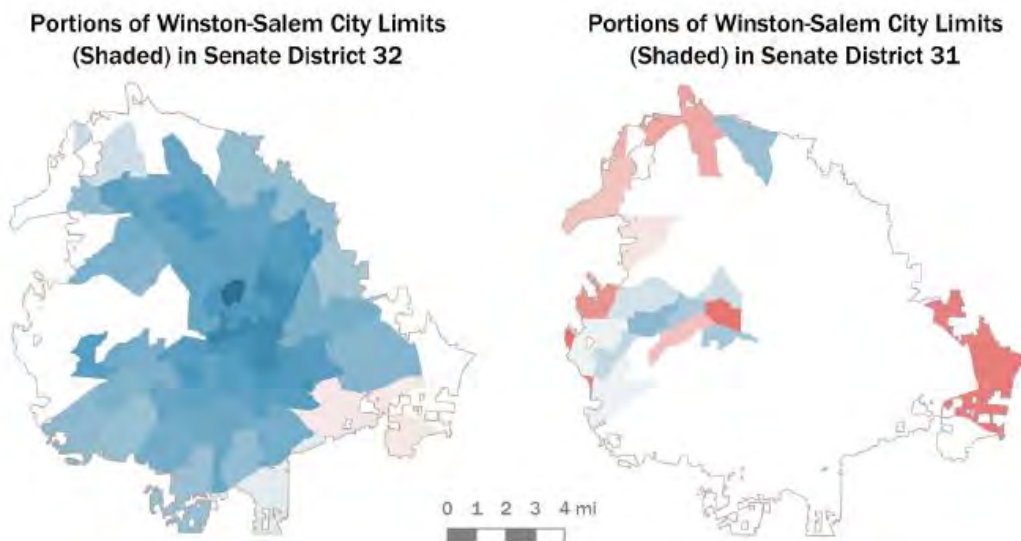 Portions of Winston-Salem City Limits
(Shaded) in Senate District 32
Portions of Winston-Salem City Limits
(Shaded) in Senate District 31
0 1 2 3 4 mi